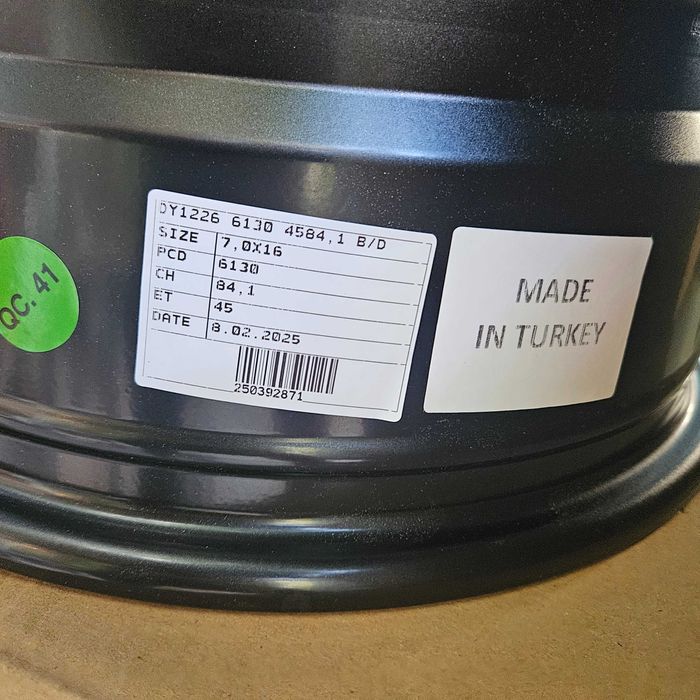 DY1226 6130 4584,1 B/D
SIZE 7,0X16
PCD 6130
CH 84,1
ET 45
DATE 8.02.2025
250392871
MADE
IN TURKEY
QC. 41